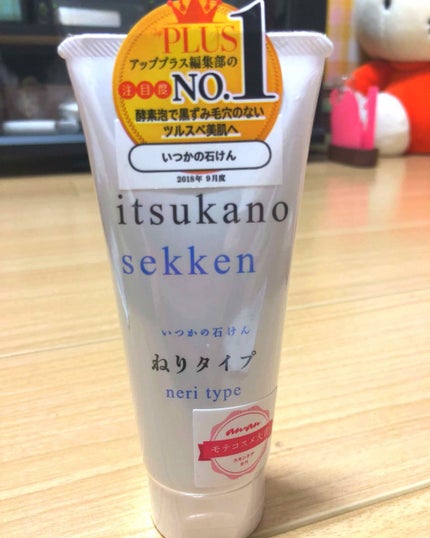 PLUS
アッププラス編集部の
注目度 NO.1
酵素泡で黒ずみ毛穴のない
ツルスベ美肌へ
いつかの石けん
2018年 9月度
itsukano
sekken
いつかの石けん
ねりタイプ
neri type
anan
モテコスメ大賞